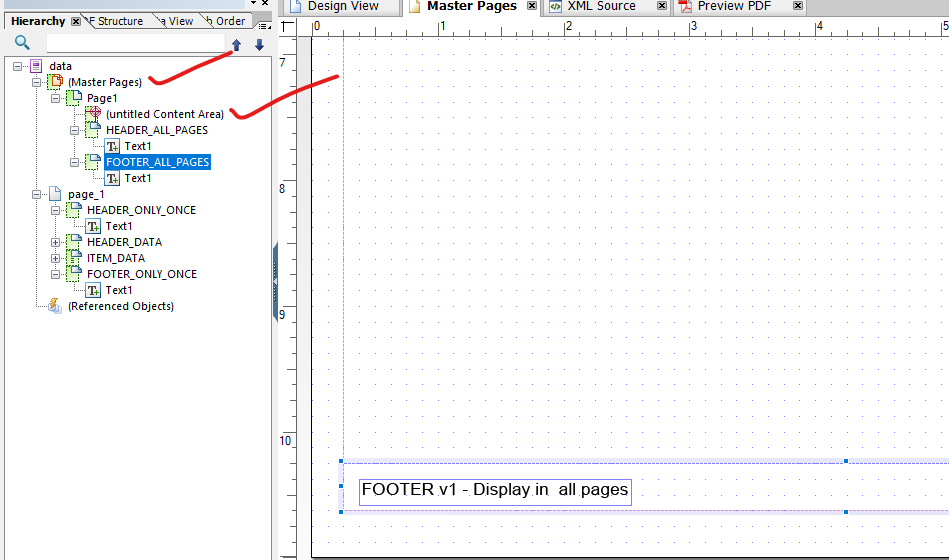 Hierarchy
F Structure
a View
b Order
Design View
Master Pages
XML Source
Preview PDF
0 1 2 3 4 5
7
8
9
10
data
(Master Pages)
Page1
(untitled Content Area)
HEADER_ALL_PAGES
T Text1
FOOTER_ALL_PAGES
T Text1
page_1
HEADER_ONLY_ONCE
T Text1
HEADER_DATA
ITEM_DATA
FOOTER_ONLY_ONCE
T Text1
(Referenced Objects)
FOOTER v1 - Display in  all pages